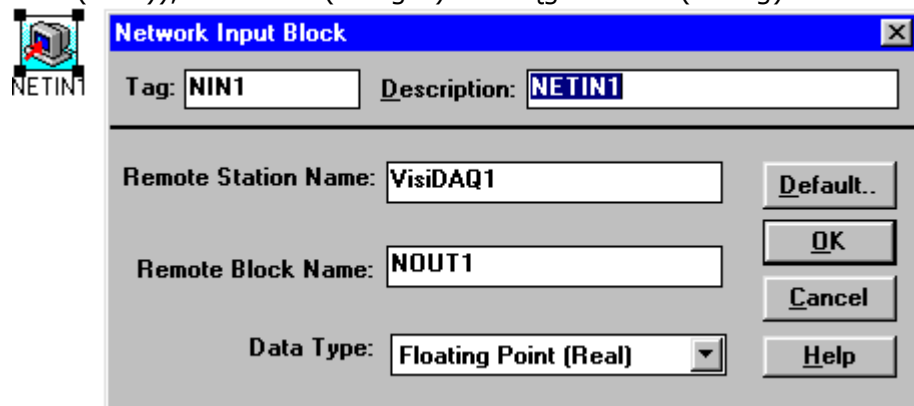 Network Input Block
NETIN1
Tag: NIN1 Description: NETIN1
Remote Station Name: VisiDAQ1
Default..
OK
Remote Block Name: NOUT1
Cancel
Data Type: Floating Point (Real)
Help